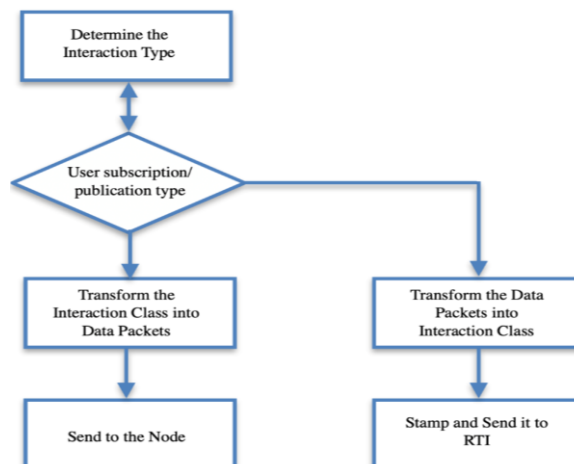 Determine the
Interaction Type
User subscription/
publication type
Transform the
Interaction Class into
Data Packets
Transform the Data
Packets into
Interaction Class
Send to the Node
Stamp and Send it to
RTI